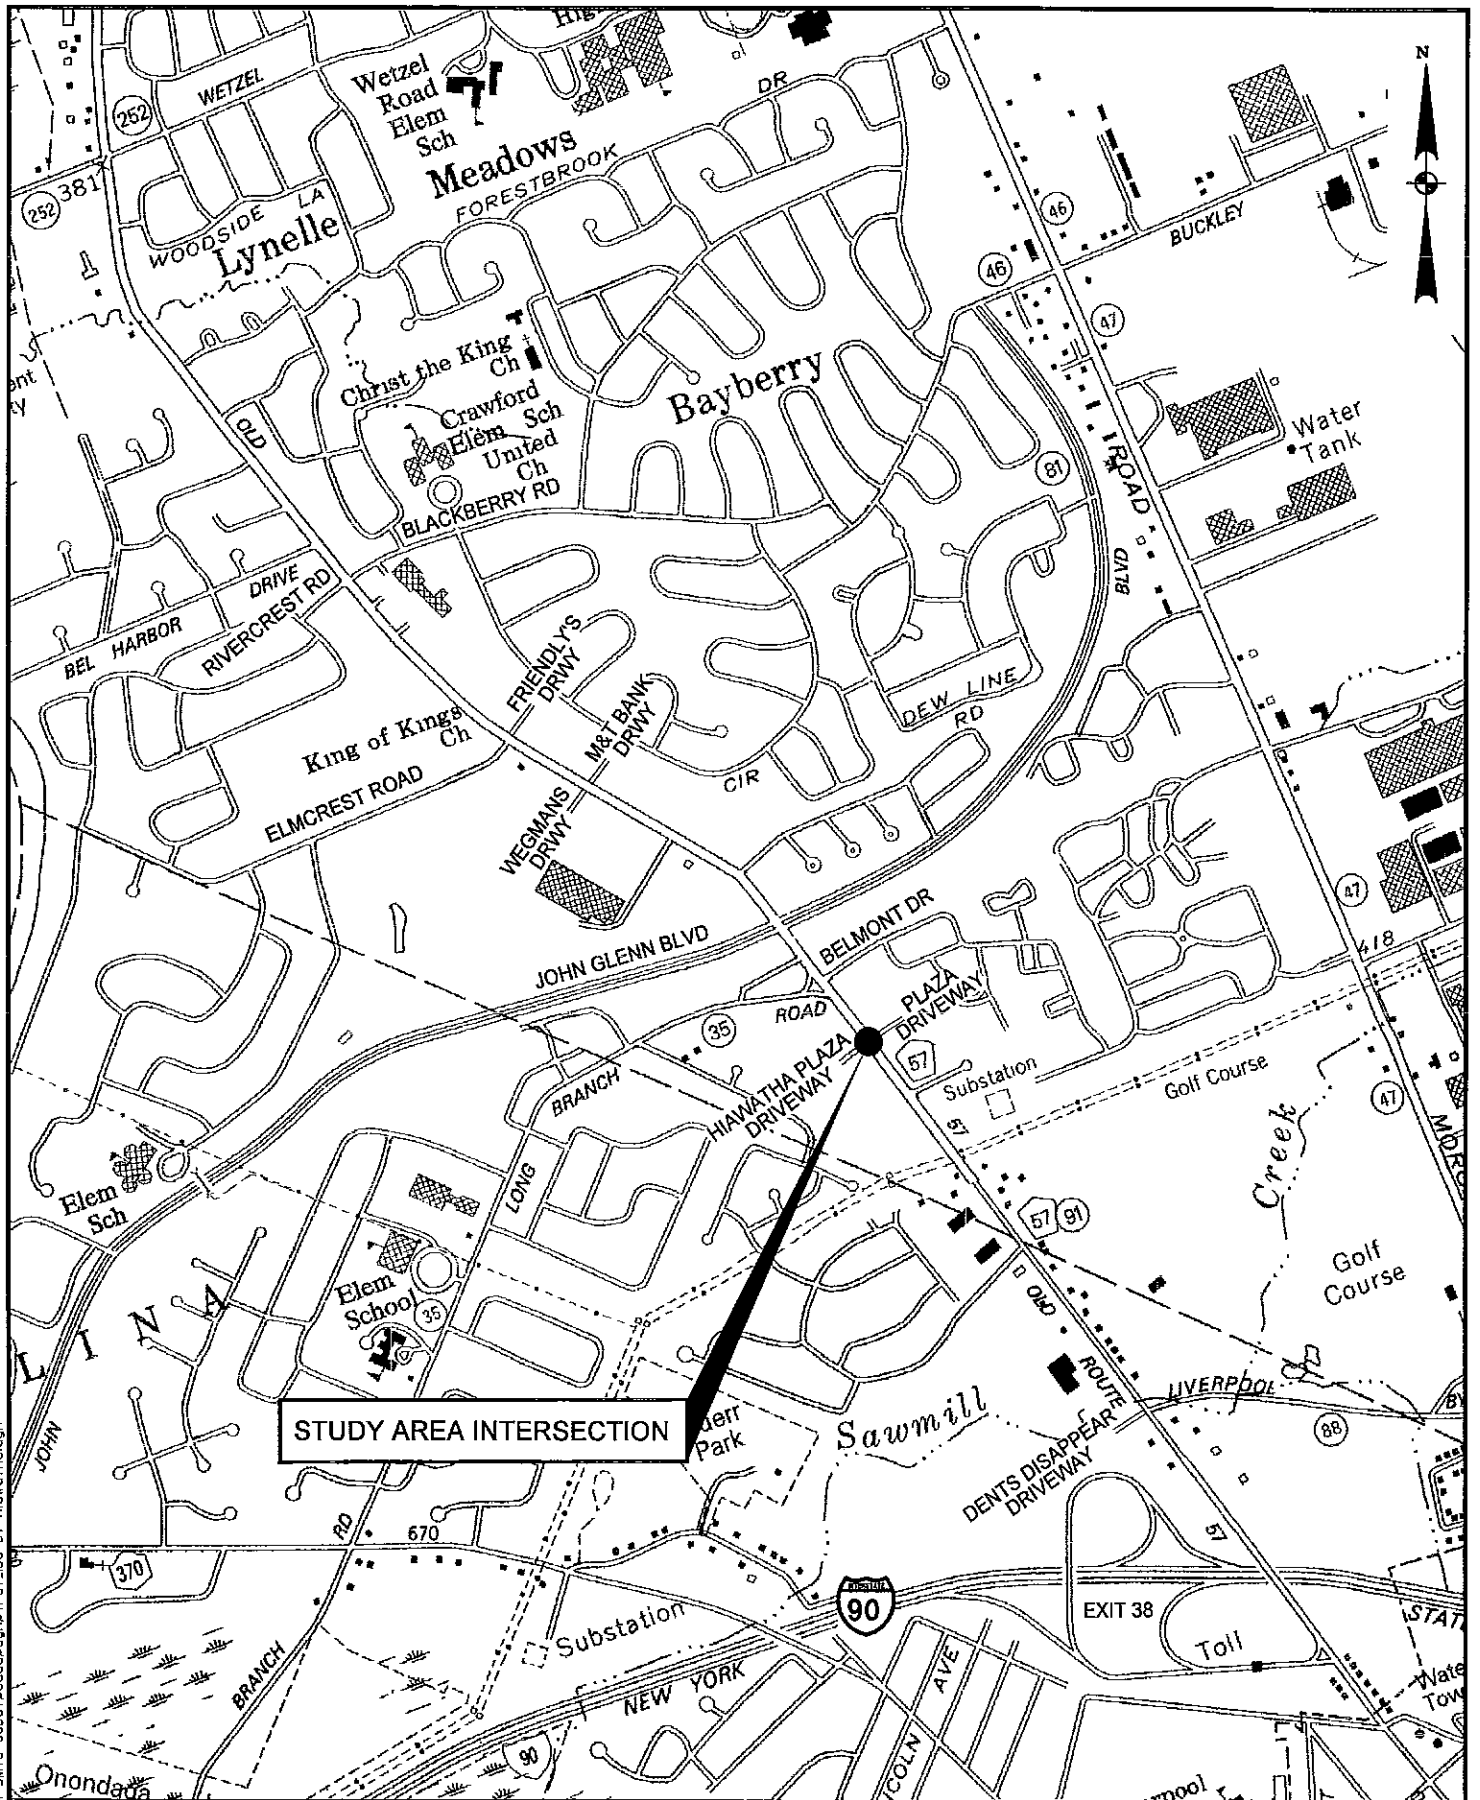 N
WETZEL
252
Wetzel
Road
Elem
Sch
DR
Meadows
FORESTBROOK
252
381
46
WOODSIDE LA
Lynelle
BUCKLEY
46
47
Christ the King
Ch
Bayberry
Crawford
Elem Sch
United
Ch
OLD
Water
Tank
81
ROAD
BLACKBERRY RD
BLVD
DRIVE
BEL HARBOR
RIVERCREST RD
FRIENDLY'S
DRWY
M&T BANK
DRWY
DEW LINE
RD
King of Kings
Ch
CIR
ELMCREST ROAD
WEGMANS
DRWY
47
BELMONT DR
JOHN GLENN BLVD
418
PLAZA
DRIVEWAY
ROAD
35
57
HIAWATHA PLAZA
DRIVEWAY
Substation
Golf Course
BRANCH
47
57
Creek
LONG
Elem
Sch
57
91
Golf
Course
Elem
School
35
L I N A
OLD
ROUTE
LIVERPOOL
STUDY AREA INTERSECTION
Park
Sawmill
88
JOHN
DENTS DISAPPEAR
DRIVEWAY
RD
670
57
370
INTERSTATE
90
EXIT 38
Substation
Toll
NEW YORK
AVE
BRANCH
90
Onondaga